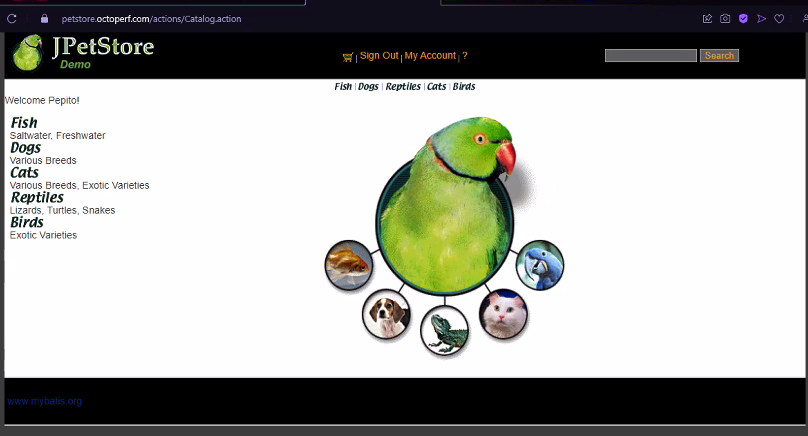 petstore.octoperf.com/actions/Catalog.action
JPetStore
Demo
| Sign Out | My Account | ?
Search
Fish | Dogs | Reptiles | Cats | Birds
Welcome Pepito!
Fish
Saltwater, Freshwater
Dogs
Various Breeds
Cats
Various Breeds, Exotic Varieties
Reptiles
Lizards, Turtles, Snakes
Birds
Exotic Varieties
www.mybatis.org